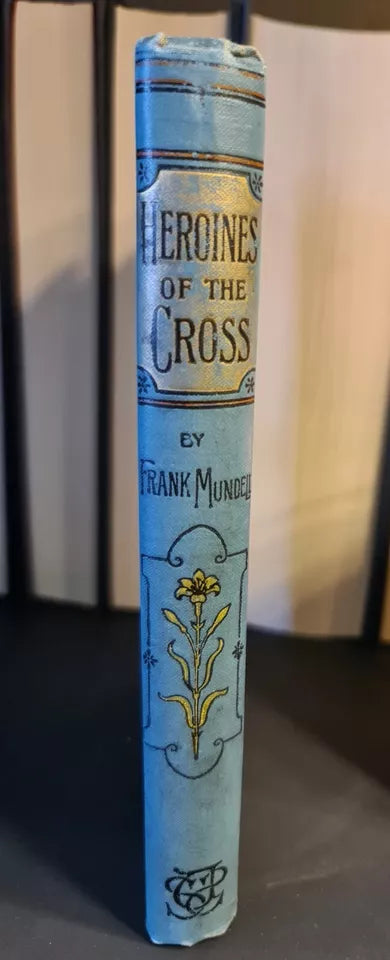 HEROINES
OF THE
CROSS
BY
FRANK MUNDELL